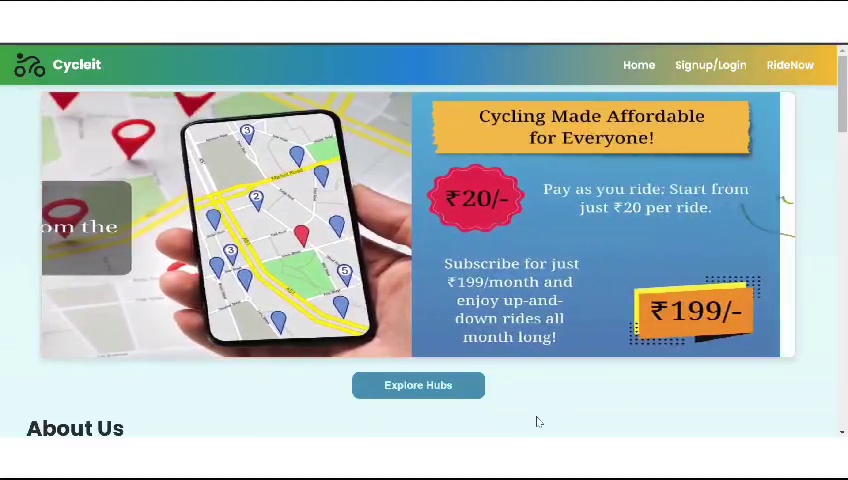 Cycleit
Home
Signup/Login
RideNow
om the
3
2
3
5
Cycling Made Affordable
for Everyone!
₹20/-
Pay as you ride: Start from
just ₹20 per ride.
Subscribe for just
₹199/month and
enjoy up-and-
down rides all
month long!
₹199/-
Explore Hubs
About Us